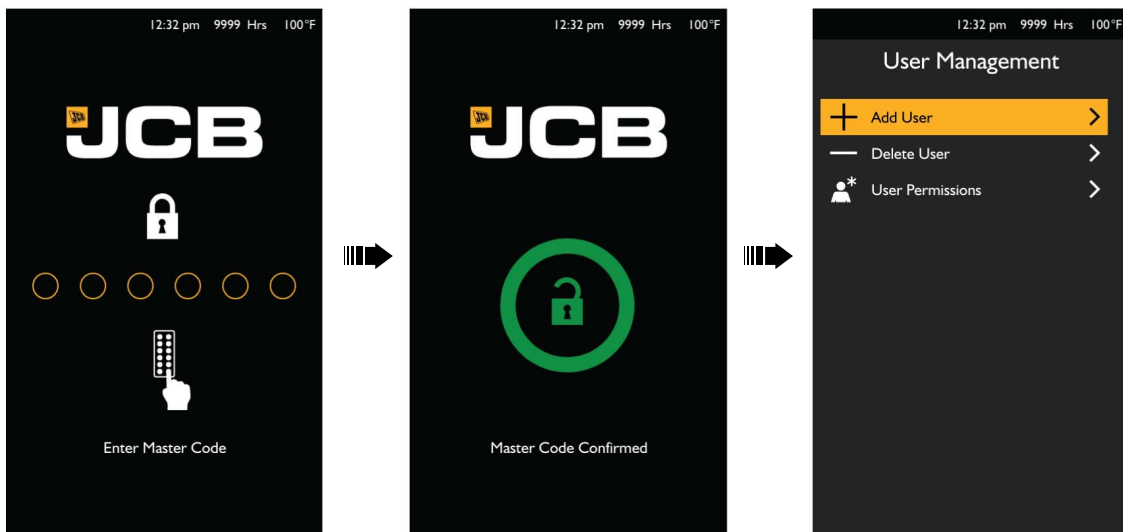 12:32 pm 9999 Hrs 100°F
JCB
JCB
Enter Master Code
12:32 pm 9999 Hrs 100°F
JCB
JCB
Master Code Confirmed
12:32 pm 9999 Hrs 100°F
User Management
Add User
Delete User
User Permissions